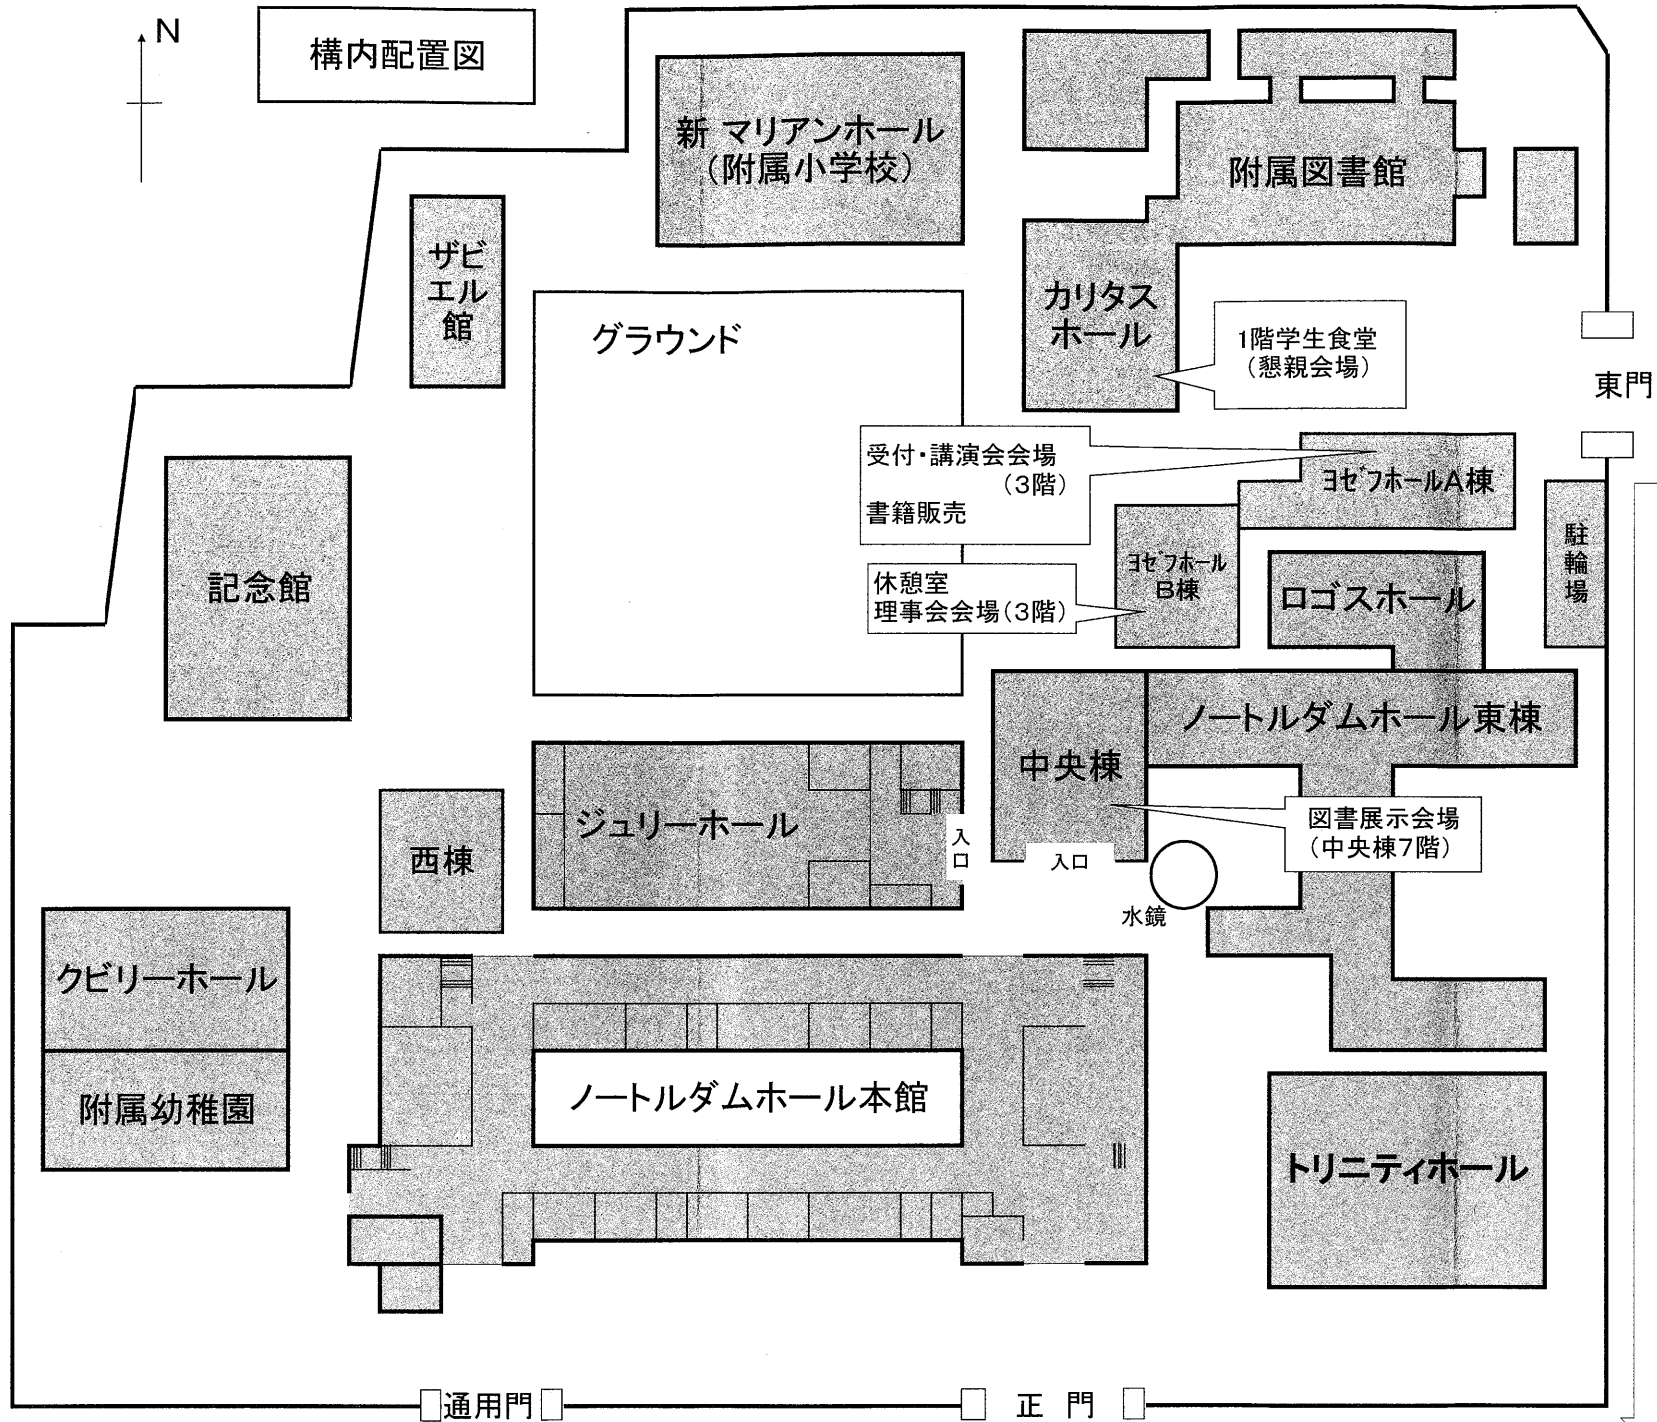 N
構内配置図
新 マリアンホール
(附属小学校)
附属図書館
ザビ
エル
館
グラウンド
カリタス
ホール
1階学生食堂
(懇親会場)
東門
受付・講演会会場
(3階)
書籍販売
ﾖｾﾞﾌﾎｰﾙA棟
ﾖｾﾞﾌﾎｰﾙ
B棟
駐
輪
場
記念館
休憩室
理事会会場(3階)
ロゴスホール
ノートルダムホール東棟
中央棟
ジュリーホール
入
口
入口
図書展示会場
(中央棟7階)
西棟
水鏡
クビリーホール
附属幼稚園
ノートルダムホール本館
トリニティホール
通用門
正 門